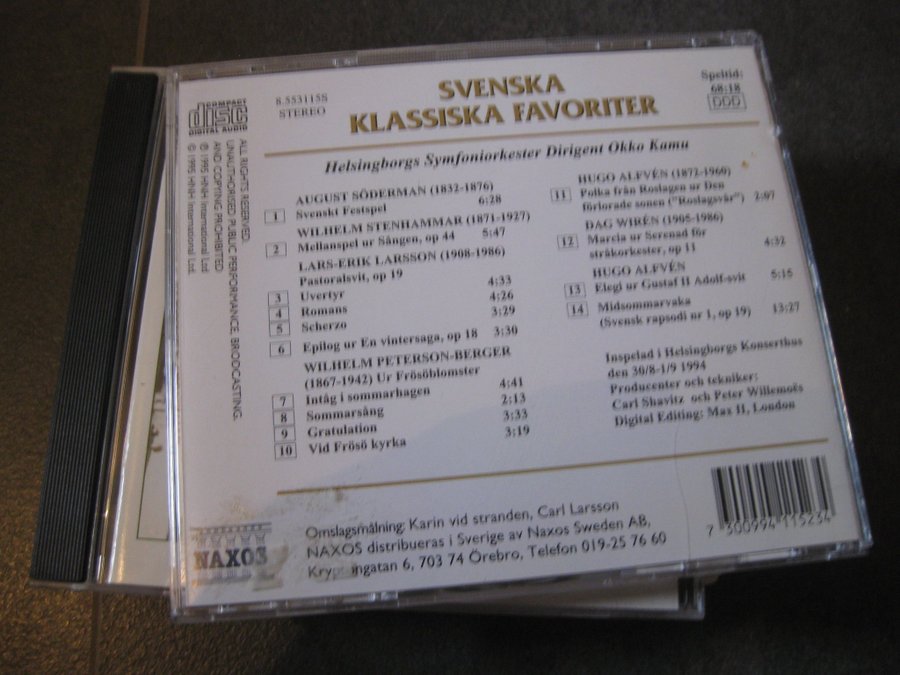 COMPACT
disc
DIGITAL AUDIO
8.553115S
STEREO
SVENSKA
KLASSISKA FAVORITER
Speltid:
68:18
DDD
Helsingborgs Symfoniorkester Dirigent Okko Kamu
ALL RIGHTS RESERVED.
UNAUTHORISED PUBLIC PERFORMANCE, BRODCASTING,
AND COPYING PROHIBITED.
℗ 1995 HNH International Ltd.
© 1995 HNH International Ltd.
AUGUST SÖDERMAN (1832-1876)
1 Svenskt Festspel 6:28
WILHELM STENHAMMAR (1871-1927)
2 Mellanspel ur Sången, op 44 5:47
LARS-ERIK LARSSON (1908-1986)
Pastoralsvit, op 19
3 Uvertyr 4:33
4 Romans 4:26
5 Scherzo 3:29
6 Epilog ur En vintersaga, op 18 3:30
WILHELM PETERSON-BERGER
(1867-1942) Ur Frösöblomster
7 Intåg i sommarhagen 4:41
8 Sommarsång 2:13
9 Gratulation 3:33
10 Vid Frösö kyrka 3:19
HUGO ALFVÉN (1872-1960)
11 Polka från Roslagen ur Den
förlorade sonen ("Roslagsvår") 2:07
DAG WIRÉN (1905-1986)
12 Marcia ur Serenad för
stråkorkester, op 11 4:32
HUGO ALFVÉN
13 Elegi ur Gustaf II Adolf-svit 5:15
14 Midsommarvaka 13:27
(Svensk rapsodi nr 1, op 19)
Inspelad i Helsingborgs Konserthus
den 30/8-1/9 1994
Producenter och tekniker:
Carl Shavitz och Peter Willemoës
Digital Editing: Max II, London
NAXOS
Omslagsmålning: Karin vid stranden, Carl Larsson
NAXOS distribueras i Sverige av Naxos Sweden AB,
6, 703 74 Örebro, Telefon 019-25 76 60
7 300994 115234